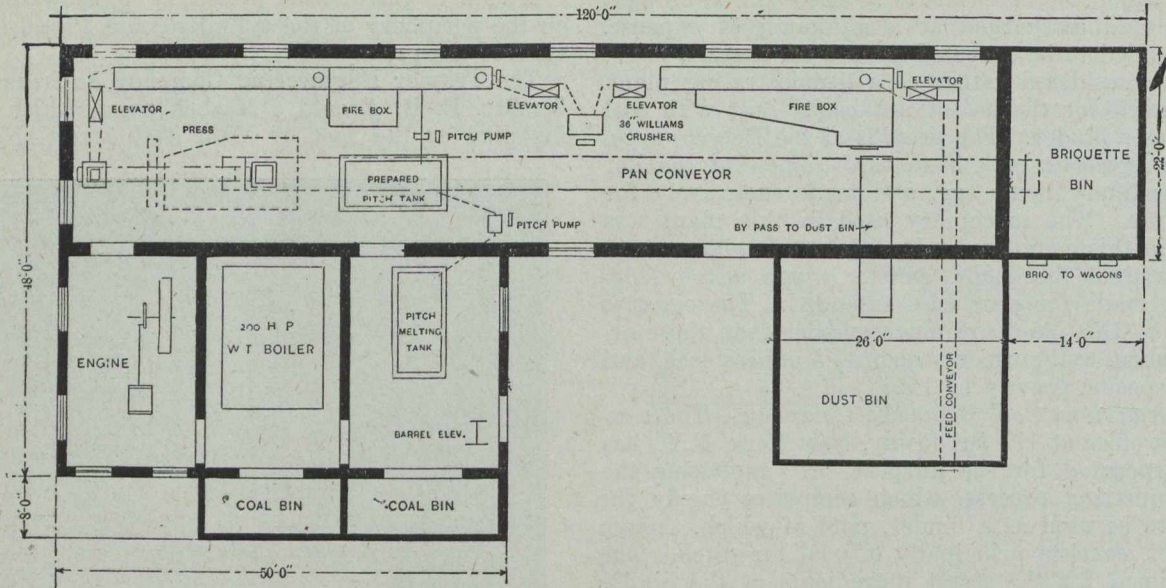 120'-0"
ELEVATOR
FIRE BOX.
ELEVATOR
ELEVATOR
FIRE BOX
ELEVATOR
PRESS
PITCH PUMP
36" WILLIAMS
CRUSHER
PREPARED
PITCH TANK
PAN CONVEYOR
BRIQUETTE
BIN
22'-0"
PITCH PUMP
BY PASS TO DUST BIN
BRIQ TO WAGONS
48'-0"
ENGINE
200 H P
W T BOILER
PITCH
MELTING
TANK
26'-0"
14'-0"
FEED CONVEYOR
DUST BIN
BARREL ELEV.
8'-0"
COAL BIN
COAL BIN
50'-0"